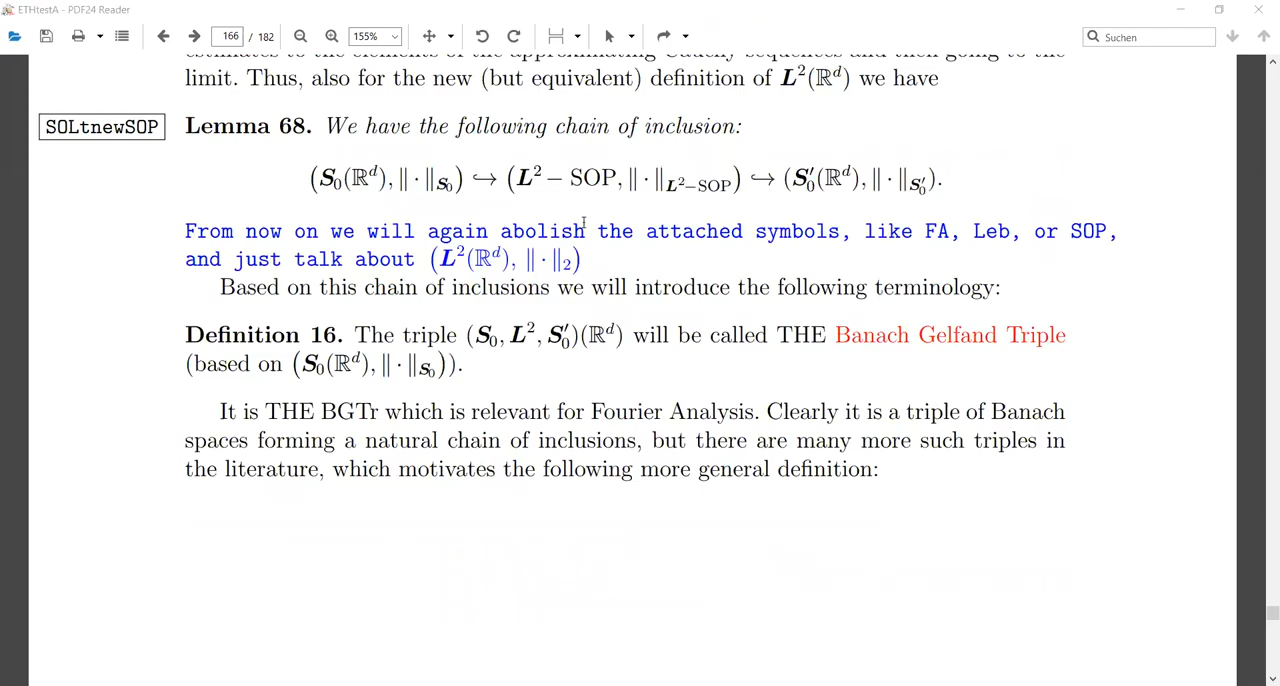 ETHtestA - PDF24 Reader
166 / 182
155%
Suchen
limit. Thus, also for the new (but equivalent) definition of L²(ℝᵈ) we have
SOLtnewSOP
Lemma 68. We have the following chain of inclusion:
(S₀(ℝᵈ), ‖·‖_S₀) ↪ (L² − SOP, ‖·‖_L²−SOP) ↪ (S₀′(ℝᵈ), ‖·‖_S₀′).
From now on we will again abolish the attached symbols, like FA, Leb, or SOP,
and just talk about (L²(ℝᵈ), ‖·‖₂)
Based on this chain of inclusions we will introduce the following terminology:
Definition 16. The triple (S₀, L², S₀′)(ℝᵈ) will be called THE Banach Gelfand Triple
(based on (S₀(ℝᵈ), ‖·‖_S₀)).
It is THE BGTr which is relevant for Fourier Analysis. Clearly it is a triple of Banach
spaces forming a natural chain of inclusions, but there are many more such triples in
the literature, which motivates the following more general definition: